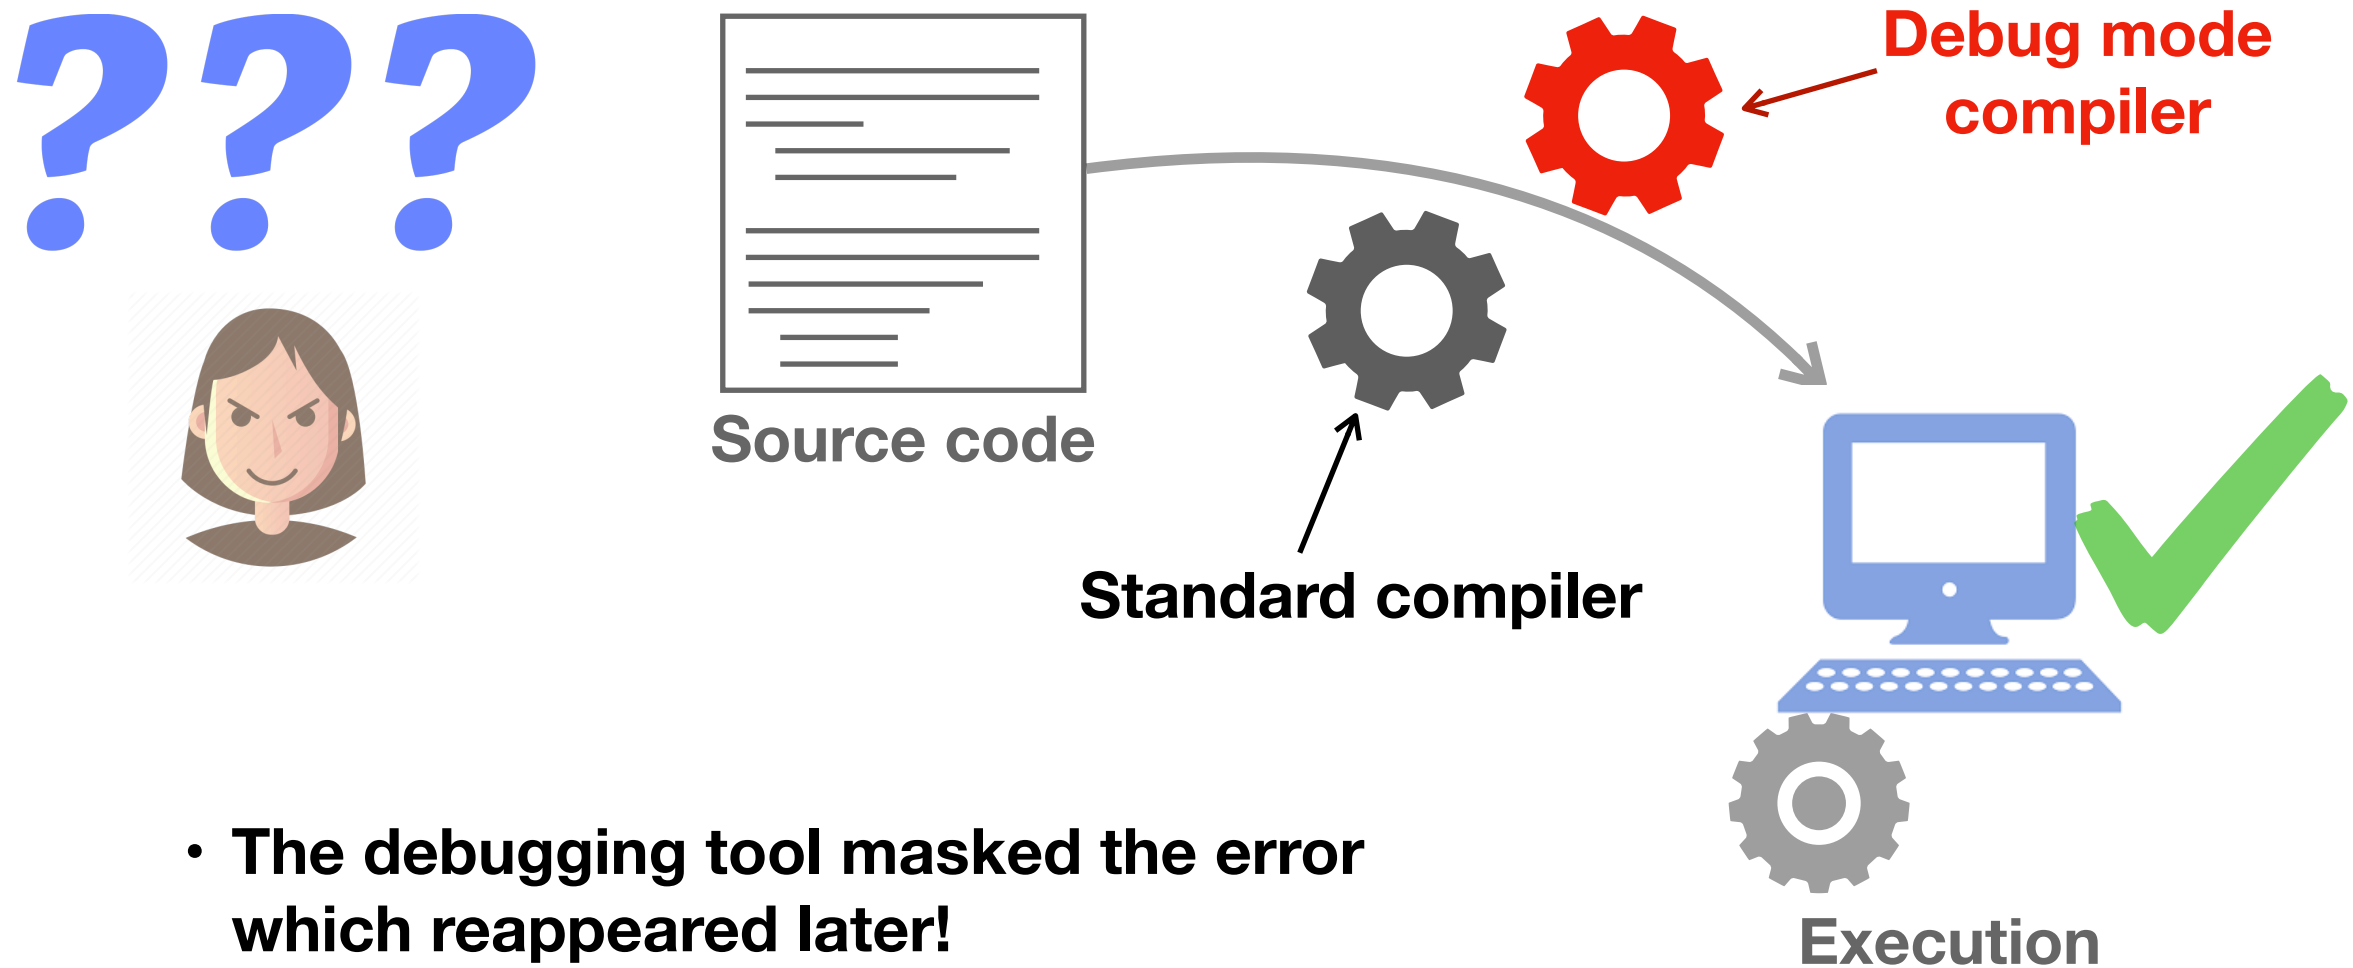 ???
Debug mode
compiler
Source code
Standard compiler
• The debugging tool masked the error
which reappeared later!
Execution